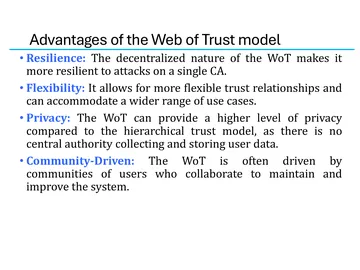 Advantages of the Web of Trust model
• Resilience: The decentralized nature of the WoT makes it
more resilient to attacks on a single CA.
• Flexibility: It allows for more flexible trust relationships and
can accommodate a wider range of use cases.
• Privacy: The WoT can provide a higher level of privacy
compared to the hierarchical trust model, as there is no
central authority collecting and storing user data.
• Community-Driven: The WoT is often driven by
communities of users who collaborate to maintain and
improve the system.